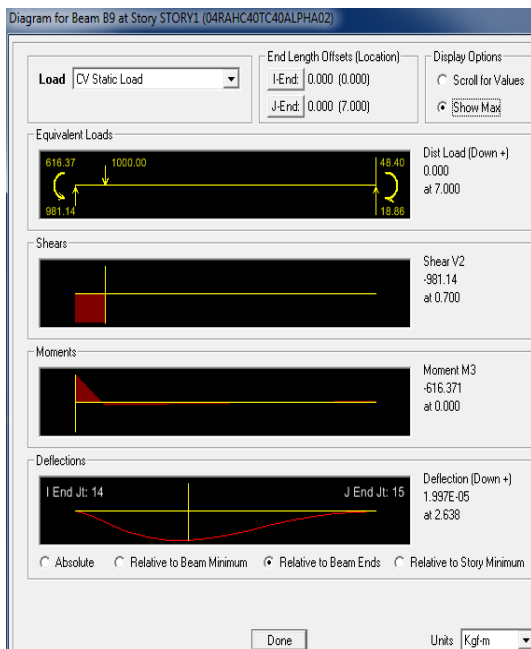 Diagram for Beam B9 at Story STORY1 (04RAHC40TC40ALPHA02)
Load CV Static Load
End Length Offsets (Location)
I-End: 0.000 (0.000)
J-End: 0.000 (7.000)
Display Options
Scroll for Values
Show Max
Equivalent Loads
616.37 1000.00 48.40
981.14 18.86
Dist Load (Down +)
0.000
at 7.000
Shears
Shear V2
-981.14
at 0.700
Moments
Moment M3
-616.371
at 0.000
Deflections
I End Jt: 14 J End Jt: 15
Deflection (Down +)
1.997E-05
at 2.638
Absolute Relative to Beam Minimum Relative to Beam Ends Relative to Story Minimum
Done Units Kgf-m